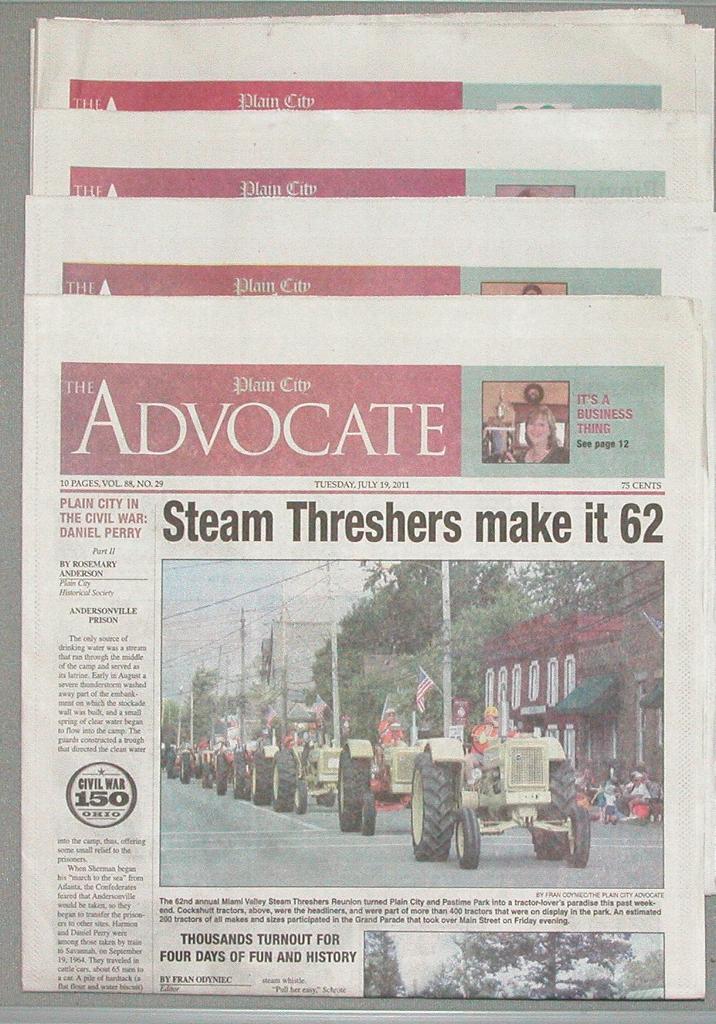 THE
Plain City
THE
Plain City
THE
Plain City
THE
Plain City
ADVOCATE
IT'S A
BUSINESS
THING
See page 12
10 PAGES, VOL. 88, NO. 29
TUESDAY, JULY 19, 2011
75 CENTS
PLAIN CITY IN
THE CIVIL WAR:
DANIEL PERRY
Part II
BY ROSEMARY
ANDERSON
Plain City
Historical Society
ANDERSONVILLE
PRISON
The only source of
drinking water was a stream
that ran through the middle
of the camp and served as
its latrine. Early in August a
severe thunderstorm washed
away part of the embank-
ment on which the stockade
wall was built, and a small
spring of clear water began
to flow into the camp. The
guards constructed a trough
that directed the clean water
CIVIL WAR
150
OHIO
into the camp, thus, offering
some small relief to the
prisoners.
When Sherman began
his "march to the sea" from
Atlanta, the Confederates
feared that Andersonville
would be taken, so they
began to transfer the prison-
ers to other sites. Harmon
and Daniel Perry were
among those taken by train
to Savannah, on September
19, 1964. They traveled in
cattle cars, about 65 men to
a car. A pile of hardtack (a
flat flour and water biscuit)
Steam Threshers make it 62
BY FRAN ODYNIEC/THE PLAIN CITY ADVOCATE
The 62nd annual Miami Valley Steam Threshers Reunion turned Plain City and Pastime Park into a tractor-lover's paradise this past week-
end. Cockshutt tractors, above, were the headliners, and were part of more than 400 tractors that were on display in the park. An estimated
200 tractors of all makes and sizes participated in the Grand Parade that took over Main Street on Friday evening.
THOUSANDS TURNOUT FOR
FOUR DAYS OF FUN AND HISTORY
BY FRAN ODYNIEC
Editor
steam whistle.
"Pull her easy," Schrote